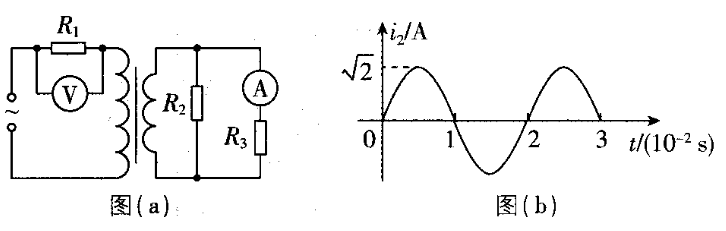 R₁
V
~
R₂
A
R₃
图(a)
i₂/A
√2
0 1 2 3
t/(10⁻² s)
图(b)